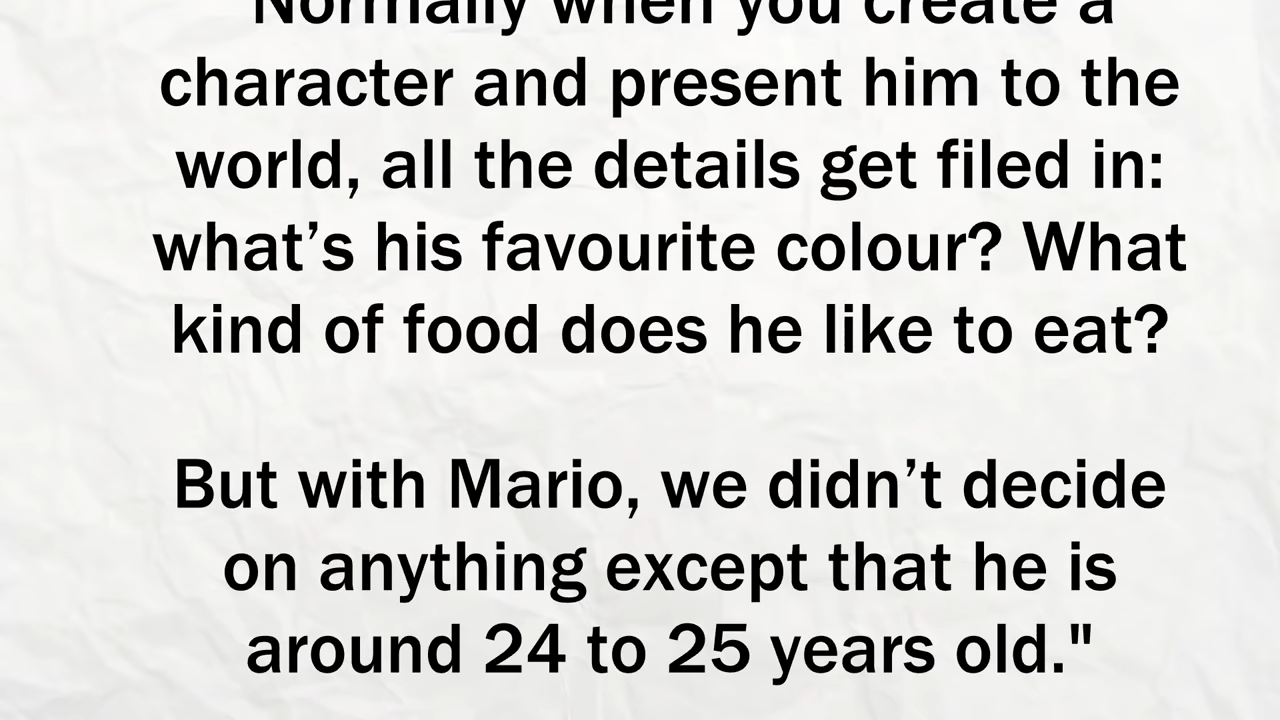 "Normally when you create a
character and present him to the
world, all the details get filed in:
what’s his favourite colour? What
kind of food does he like to eat?
But with Mario, we didn’t decide
on anything except that he is
around 24 to 25 years old."